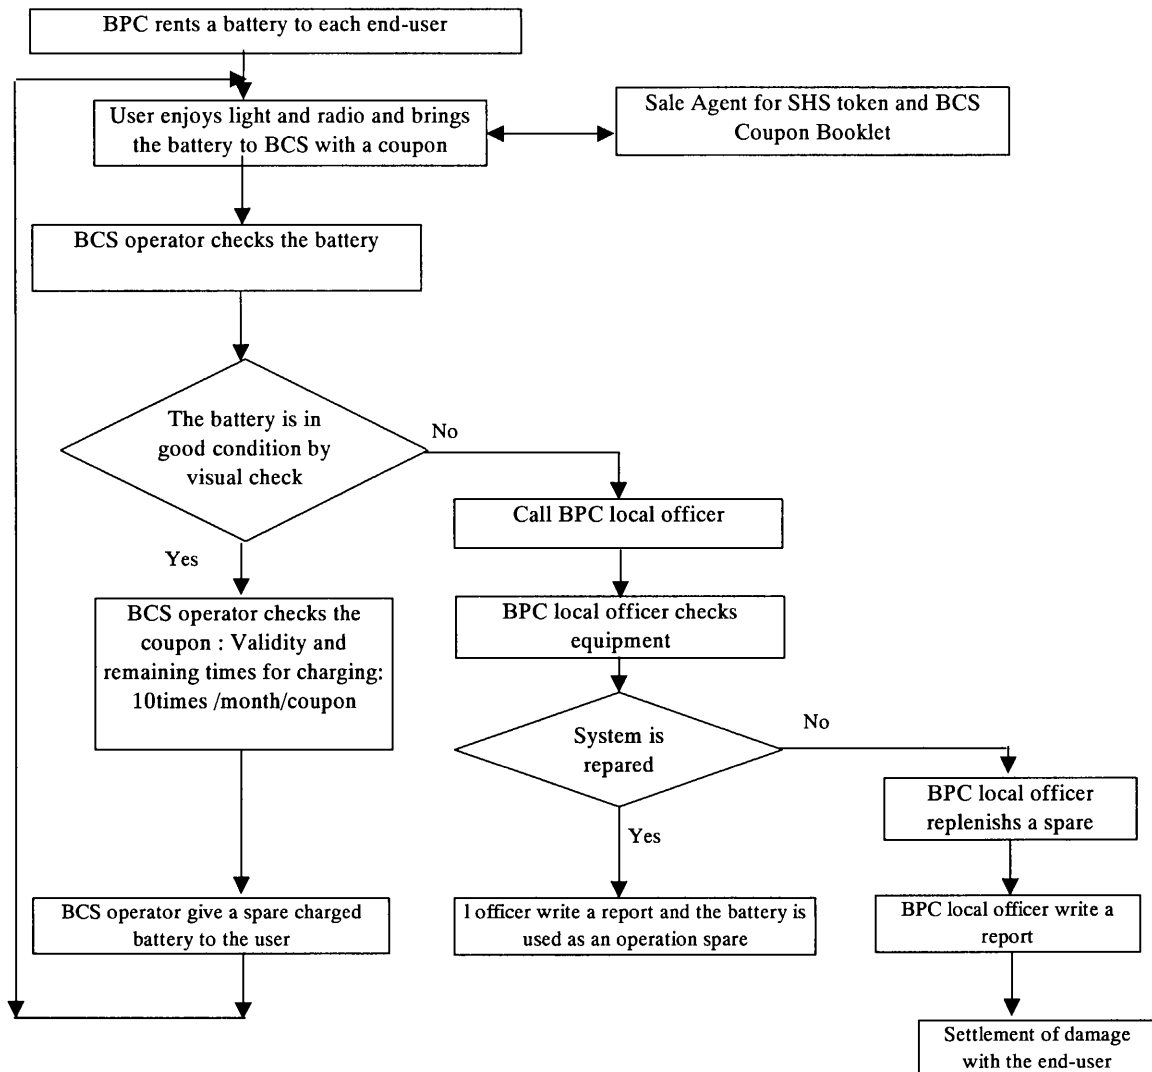 BPC rents a battery to each end-user
User enjoys light and radio and brings
the battery to BCS with a coupon
Sale Agent for SHS token and BCS
Coupon Booklet
BCS operator checks the battery
The battery is in
good condition by
visual check
No
Yes
Call BPC local officer
BCS operator checks the
coupon : Validity and
remaining times for charging:
10times /month/coupon
BPC local officer checks
equipment
System is
repared
No
Yes
BPC local officer
replenishs a spare
BCS operator give a spare charged
battery to the user
l officer write a report and the battery is
used as an operation spare
BPC local officer write a
report
Settlement of damage
with the end-user